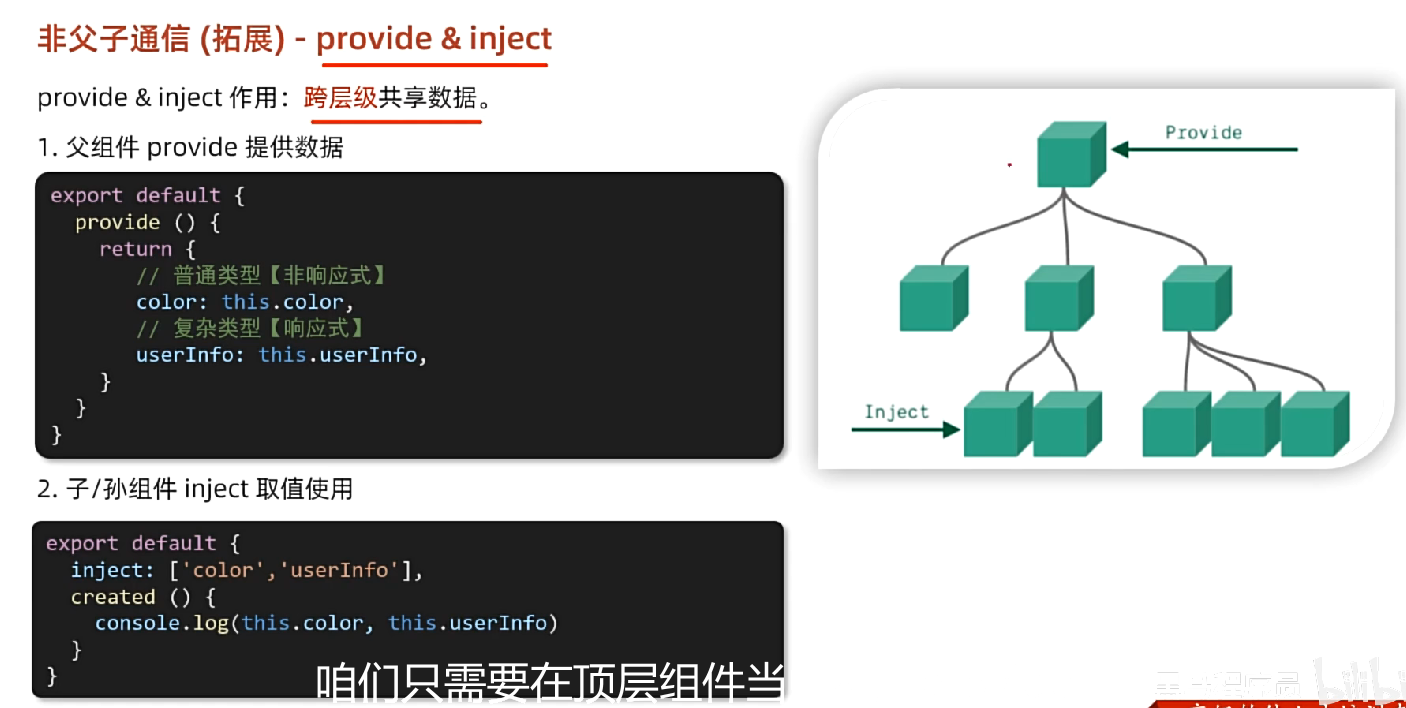 非父子通信 (拓展) - provide & inject
provide & inject 作用：跨层级共享数据。
1. 父组件 provide 提供数据
export default {
provide () {
return {
// 普通类型【非响应式】
color: this.color,
// 复杂类型【响应式】
userInfo: this.userInfo,
}
}
}
Provide
Inject
2. 子/孙组件 inject 取值使用
export default {
inject: ['color','userInfo'],
created () {
console.log(this.color, this.userInfo)
}
}
咱们只需要在顶层组件当